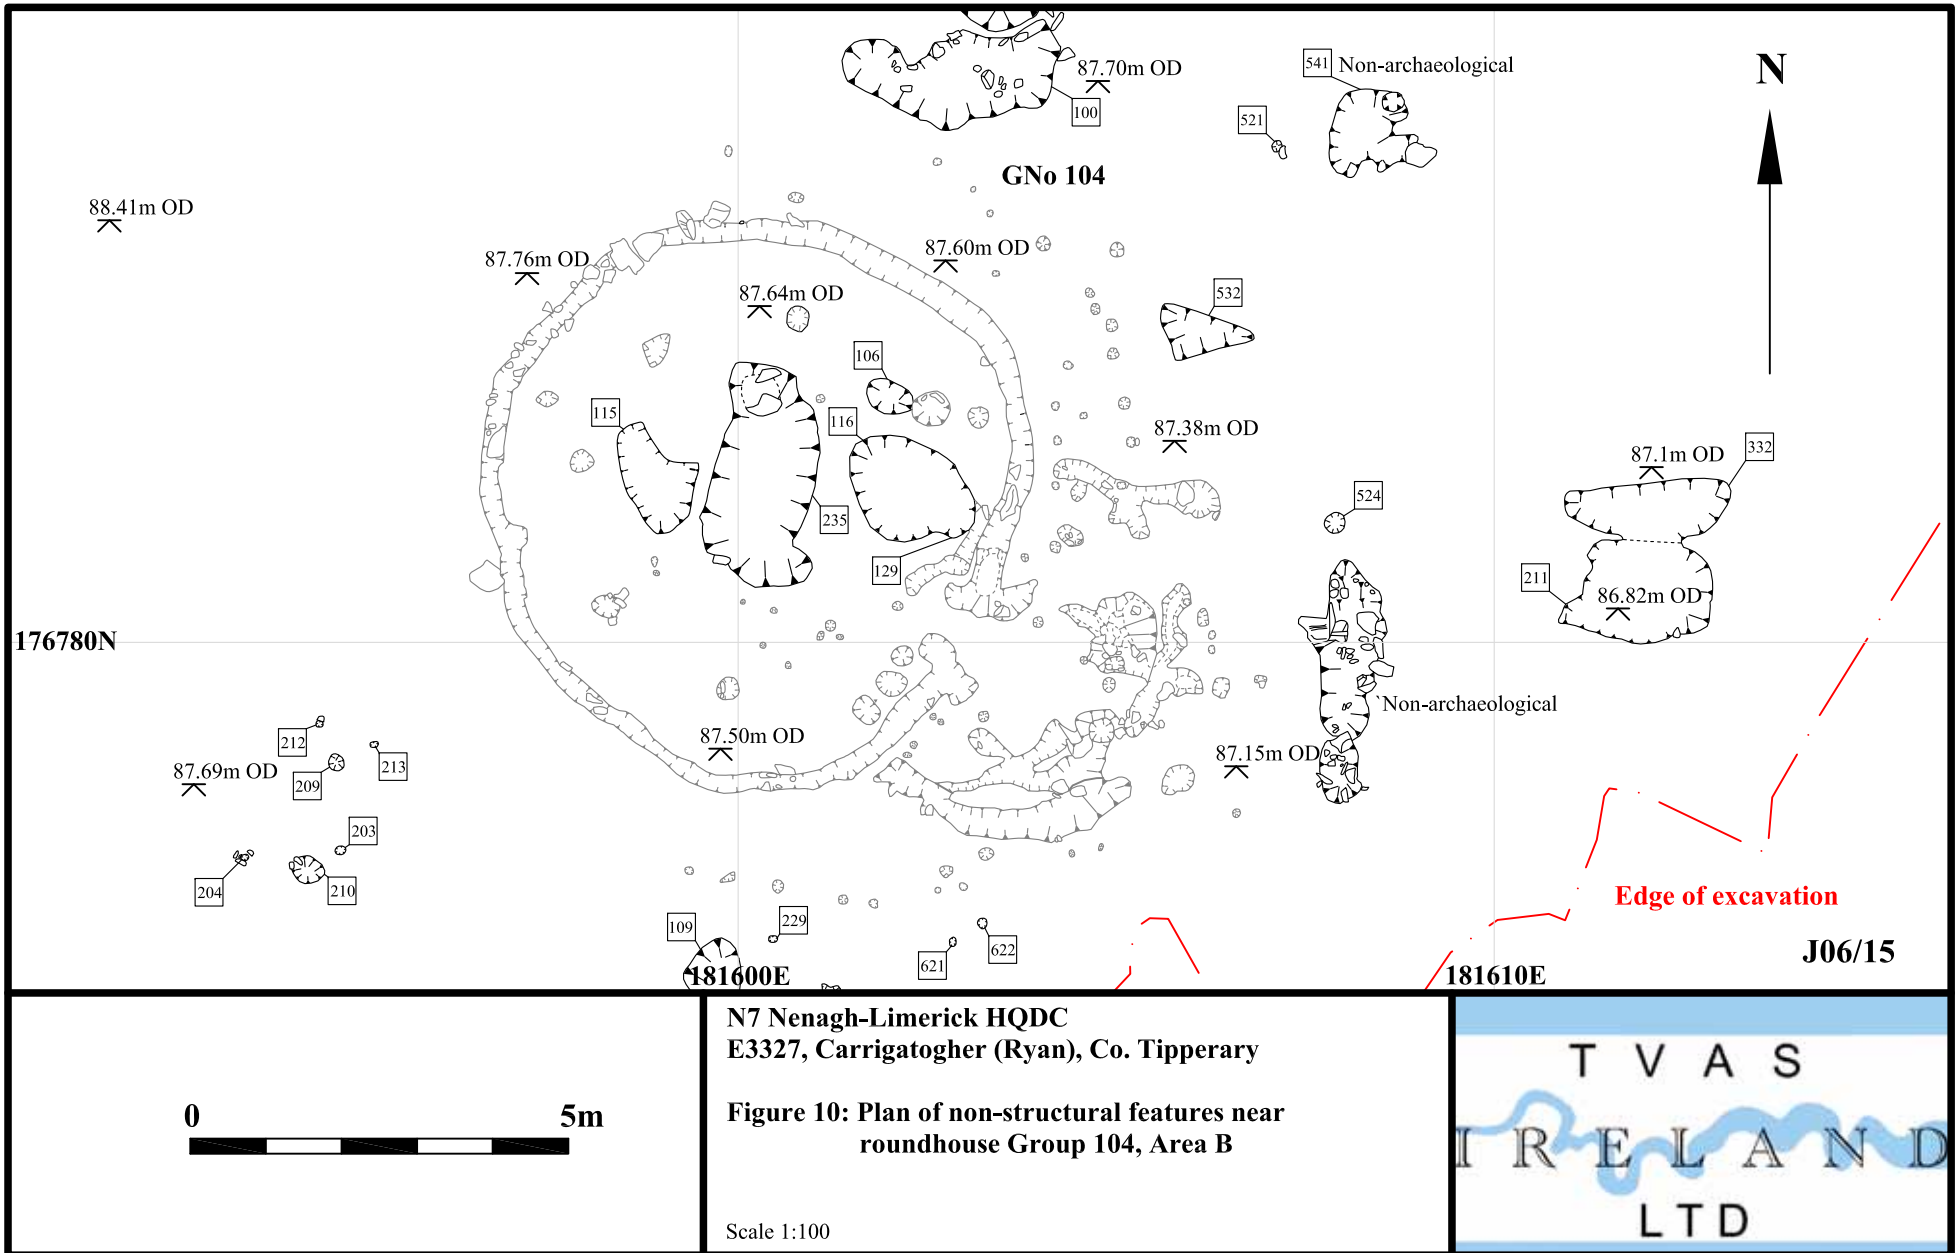 541 Non-archaeological
N
87.70m OD
100
521
GNo 104
88.41m OD
87.76m OD
87.60m OD
87.64m OD
532
106
115
116
87.38m OD
87.1m OD
332
235
524
129
211
86.82m OD
176780N
`Non-archaeological
212
213
87.50m OD
87.15m OD
87.69m OD
209
203
204
210
Edge of excavation
109
229
621
622
J06/15
181600E
181610E
N7 Nenagh-Limerick HQDC
E3327, Carrigatogher (Ryan), Co. Tipperary
Figure 10: Plan of non-structural features near
roundhouse Group 104, Area B
Scale 1:100
0 5m
T V A S
I R E L A N D
L T D